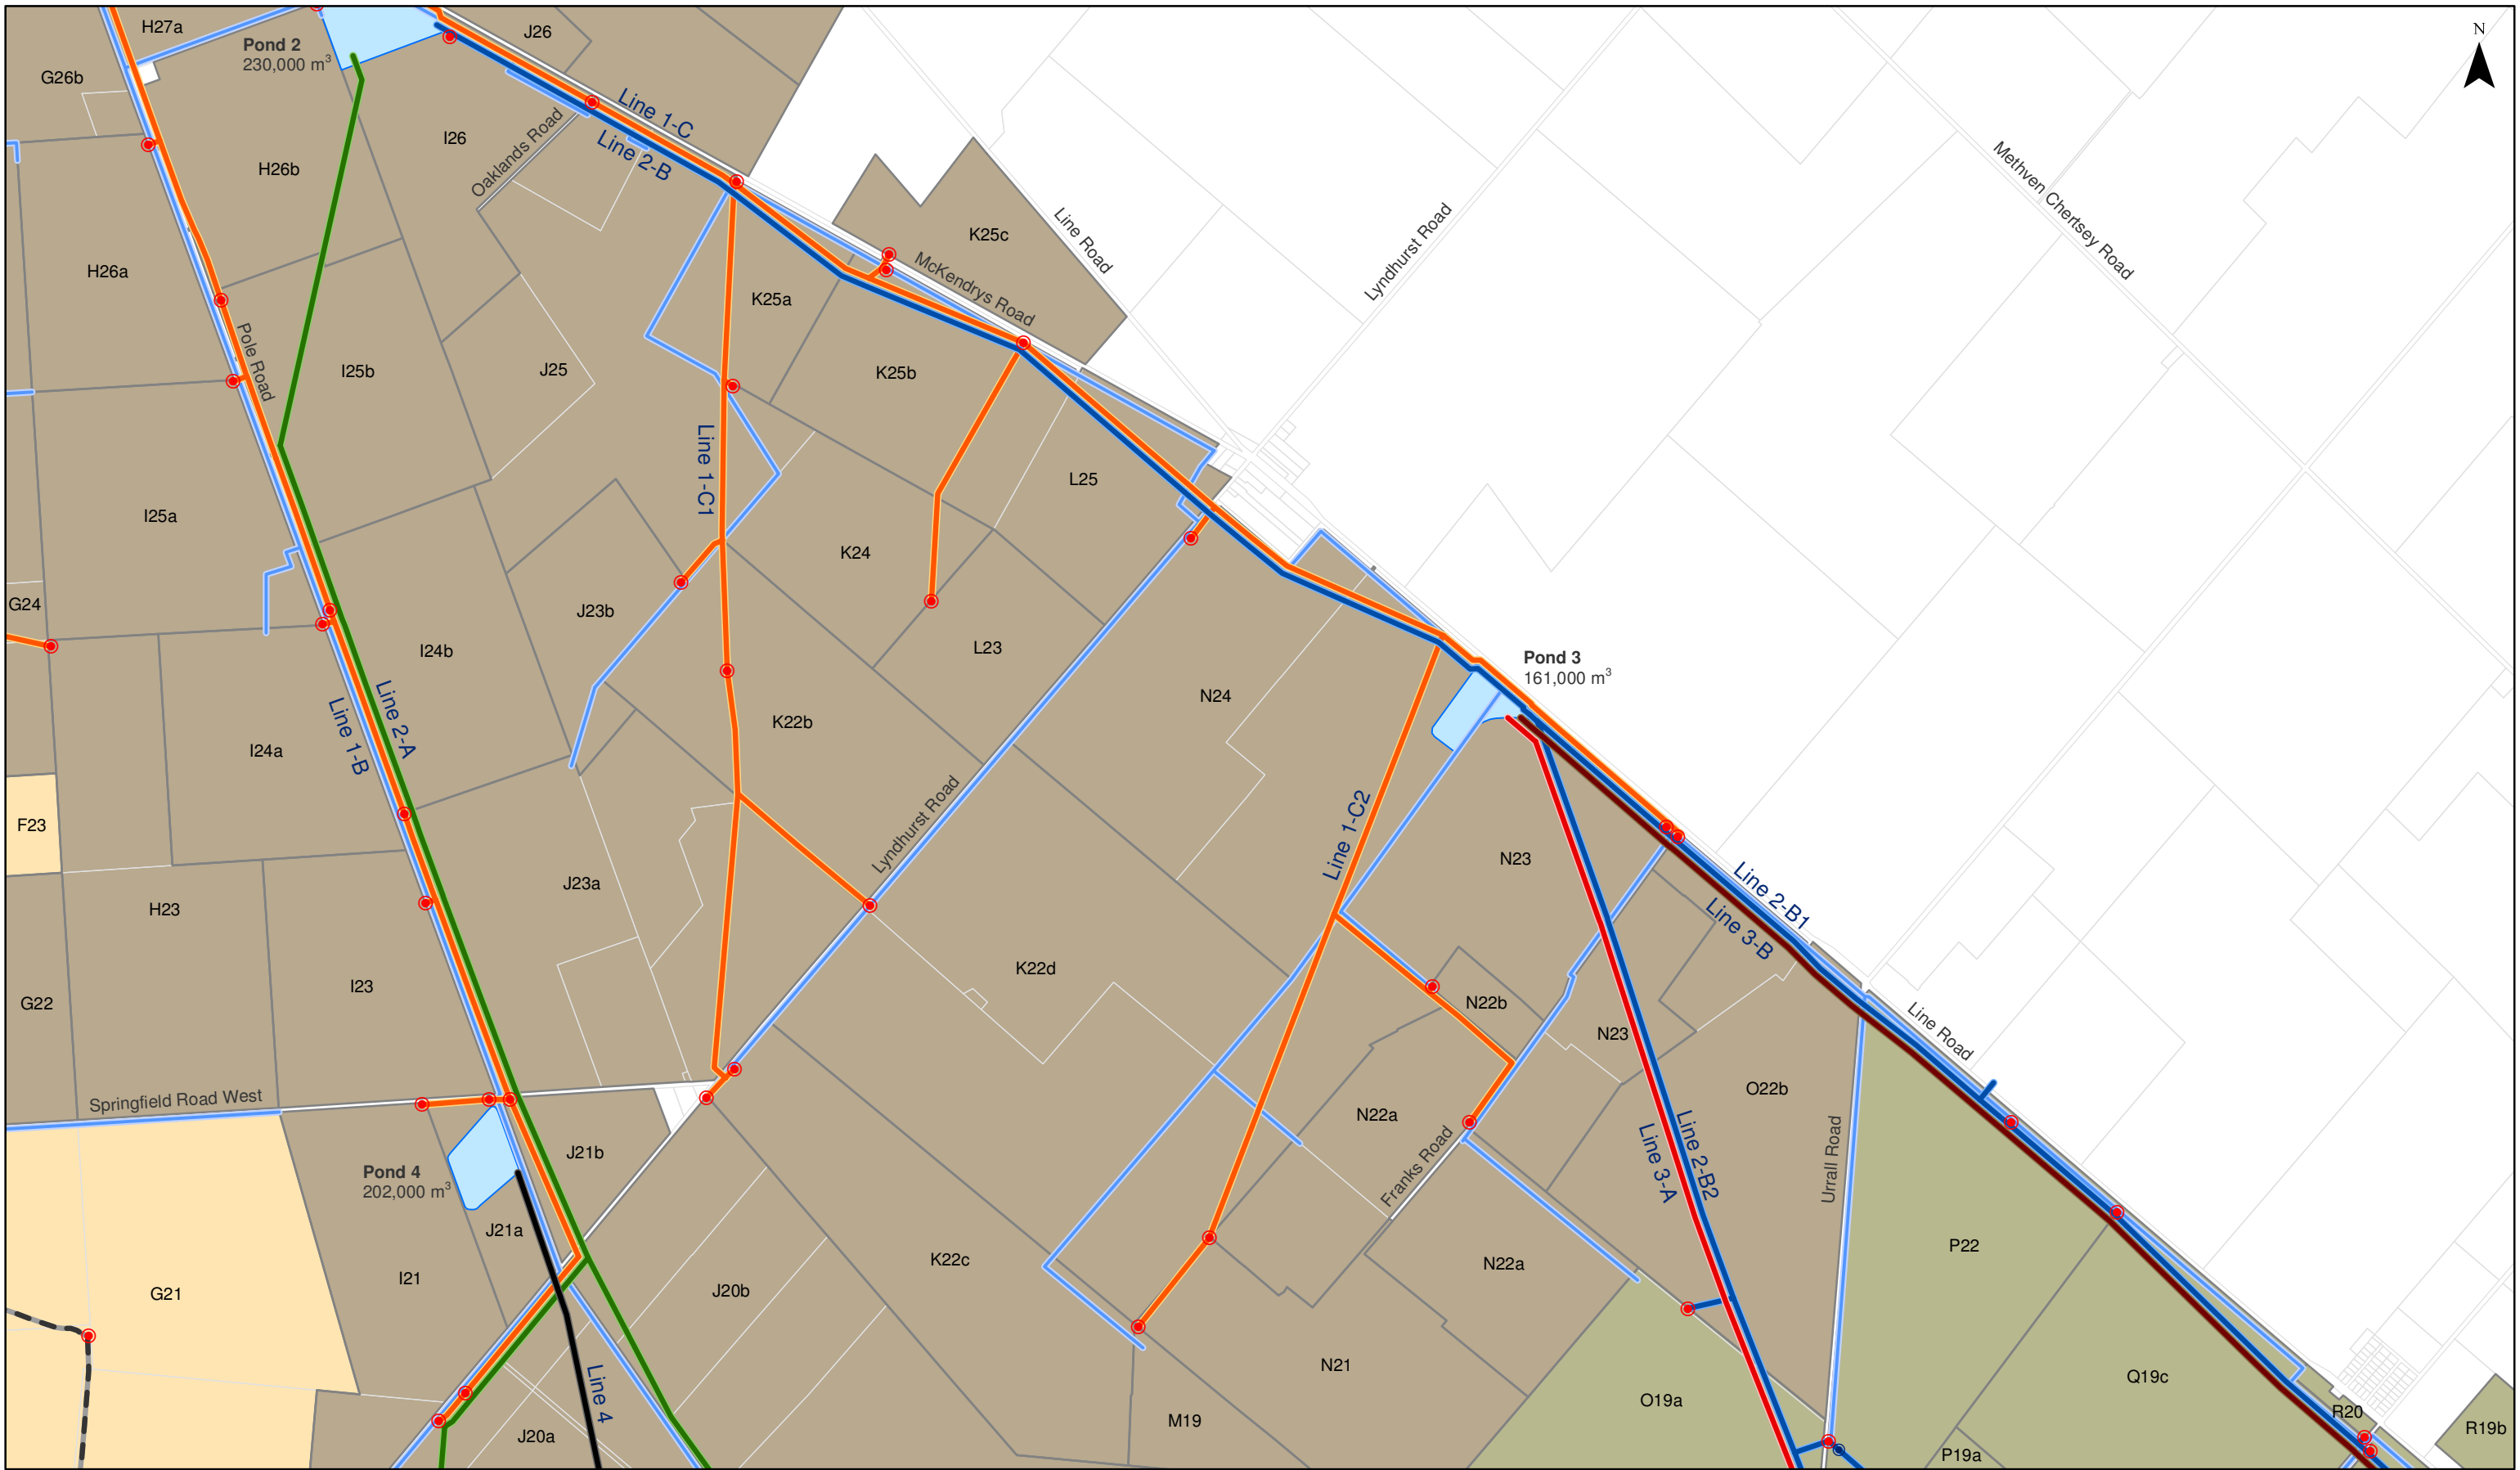 H27a
Pond 2
230,000 m³
J26
N
G26b
Line 1-C
I26
Oaklands Road
Line 2-B
H26b
Methven Chertsey Road
K25c
Line Road
Lyndhurst Road
H26a
McKendrys Road
K25a
Pole Road
I25b
J25
K25b
Line 1-C1
L25
I25a
K24
G24
J23b
I24b
L23
Pond 3
161,000 m³
N24
Line 2-A
Line 1-B
K22b
I24a
F23
Lyndhurst Road
Line 1-C2
N23
J23a
Line 2-B1
H23
Line 3-B
K22d
I23
G22
N22b
N23
Line Road
Springfield Road West
O22b
N22a
J21b
Pond 4
202,000 m³
Franks Road
Line 3-A
Line 2-B2
Urrall Road
J21a
P22
K22c
N22a
I21
G21
J20b
N21
Q19c
Line 4
O19a
M19
R20
R19b
J20a
P19a